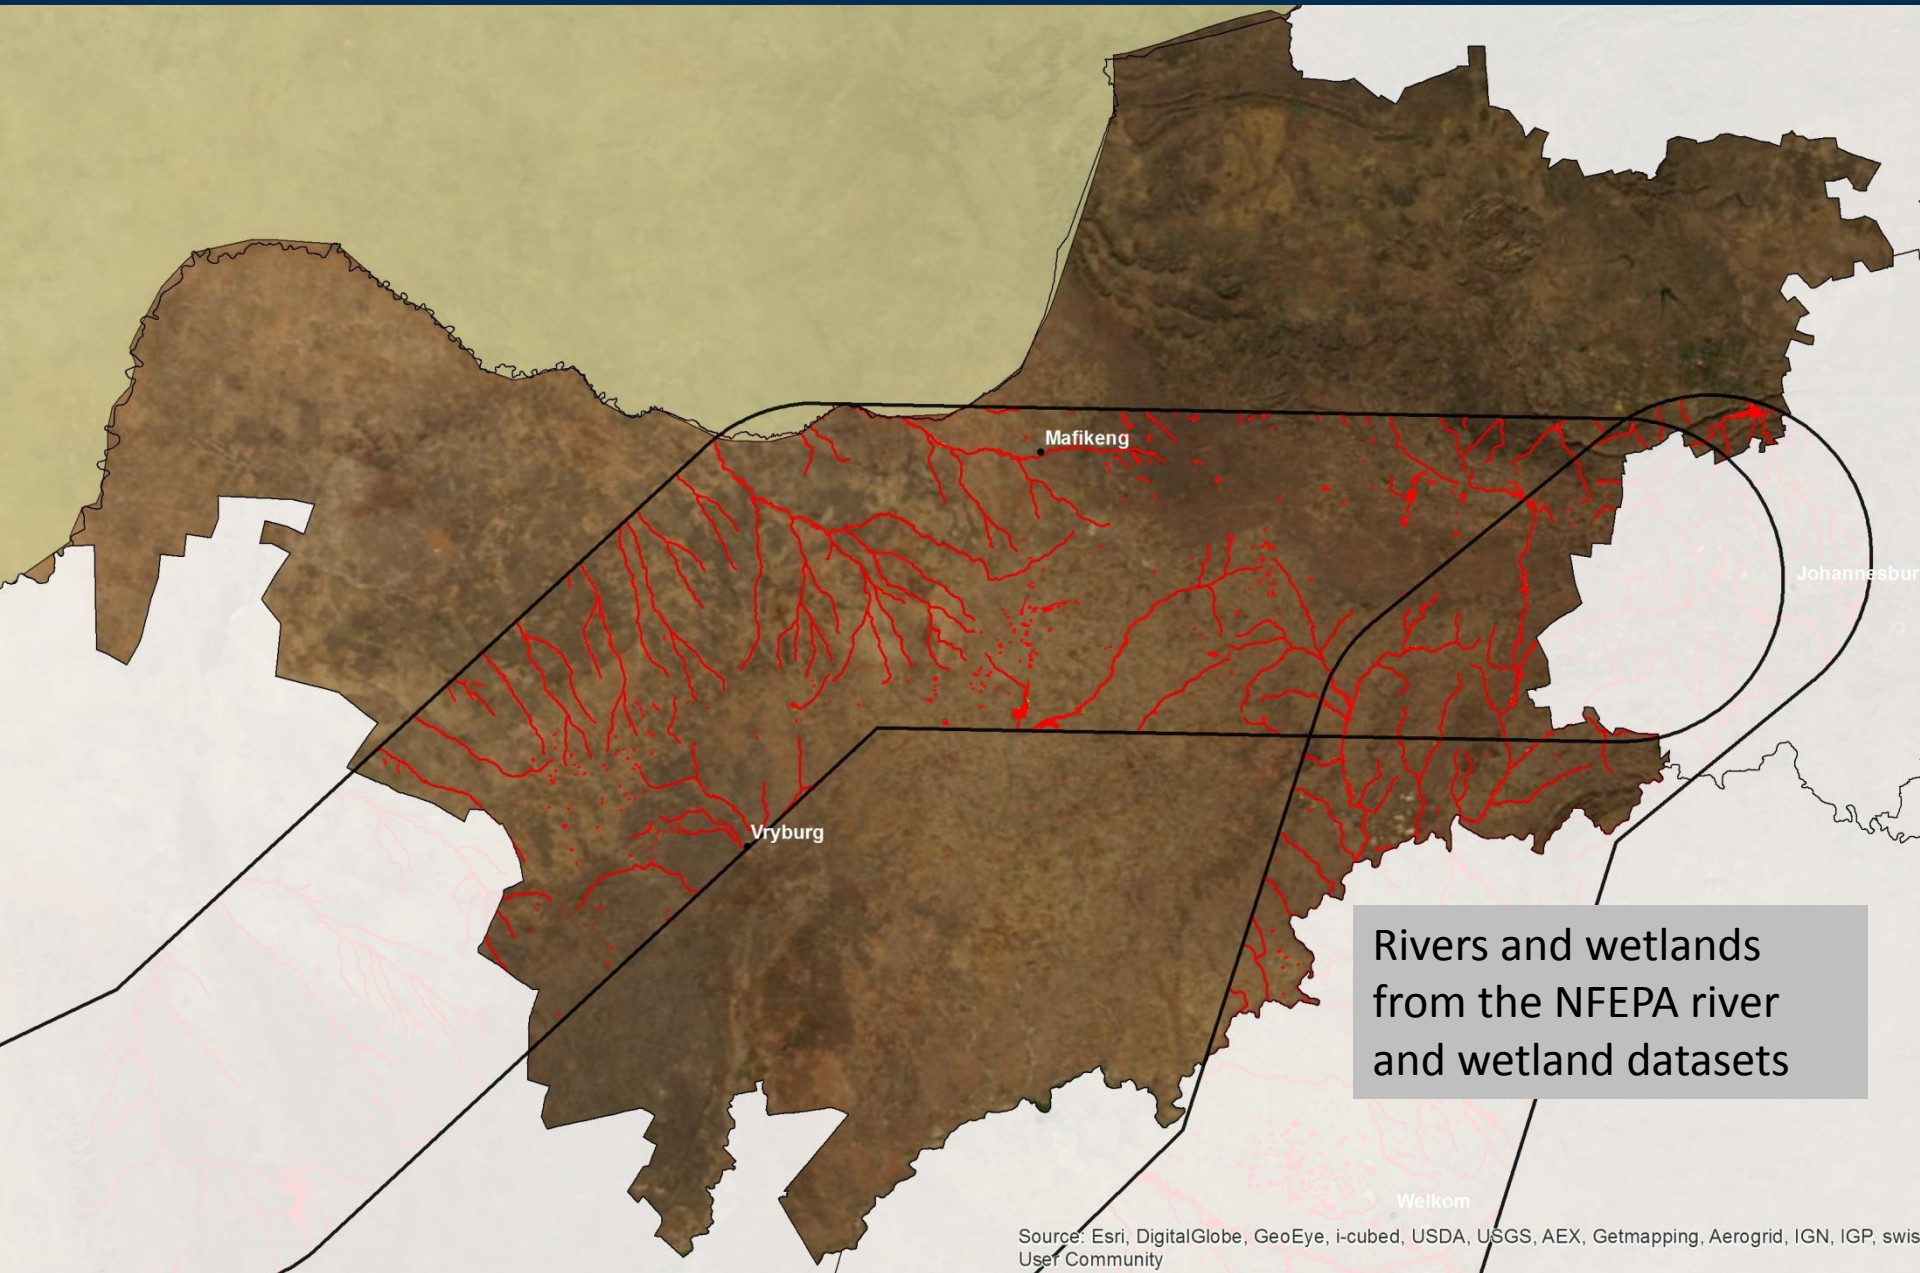 Mafikeng
Johannesbur
Vryburg
Rivers and wetlands
from the NFEPA river
and wetland datasets
Welkom
Source: Esri, DigitalGlobe, GeoEye, i-cubed, USDA, USGS, AEX, Getmapping, Aerogrid, IGN, IGP, swis
User Community